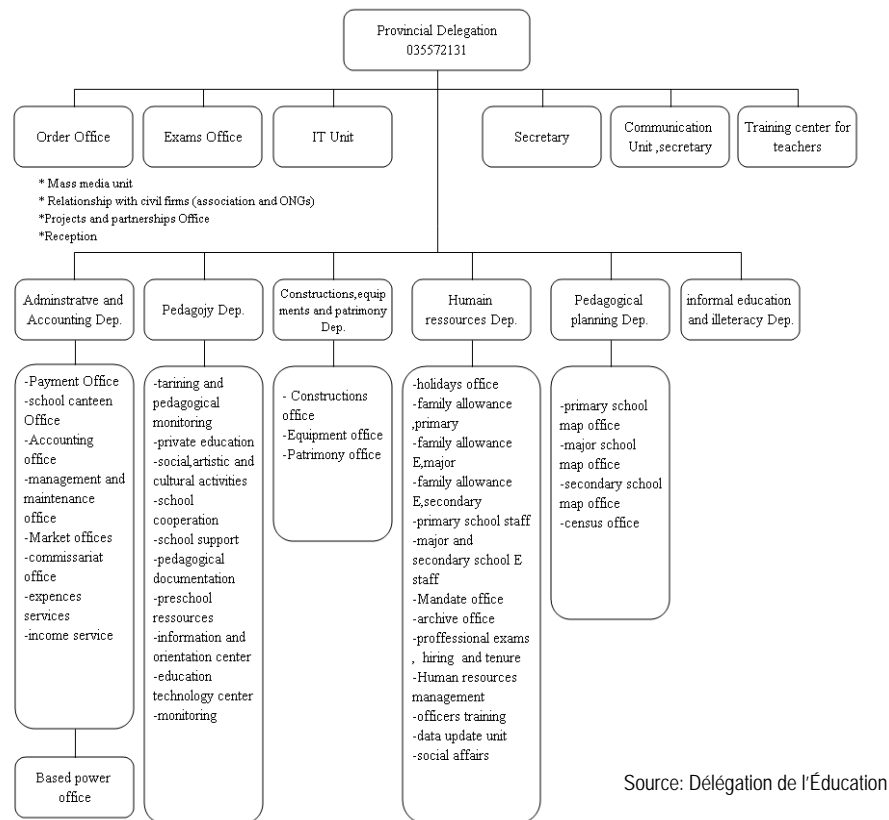 Provincial Delegation
035572131
Order Office
Exams Office
IT Unit
Secretary
Communication
Unit ,secretary
Training center for
teachers
* Mass media unit
* Relationship with civil firms (association and ONGs)
*Projects and partnerships Office
*Reception
Adminstratve and
Accounting Dep.
Pedagojy Dep.
Constructions,equip
ments and patrimony
Dep.
Humain
ressources Dep.
Pedagogical
planning Dep.
informal education
and illeteracy Dep.
-Payment Office
-school canteen
Office
-Accounting
office
-management and
maintenance
office
-Market offices
-commissariat
office
-expences
services
-income service
Based power
office
-tarining and
pedagogical
monitoring
-private education
-social,artistic and
cultural activities
-school
cooperation
-school support
-pedagogical
documentation
-preschool
ressources
-information and
orientation center
-education
technology center
-monitoring
- Constructions
office
-Equipment office
-Patrimony office
-holidays office
-family allowance
,primary
-family allowance
E,major
-family allowance
E,secondary
-primary school staff
-major and
secondary school E
staff
-Mandate office
-archive office
-proffessional exams
, hiring and tenure
-Human resources
management
-officers training
-data update unit
-social affairs
-primary school
map office
-major school
map office
-secondary school
map office
-census office
Source: Délégation de l'Éducation